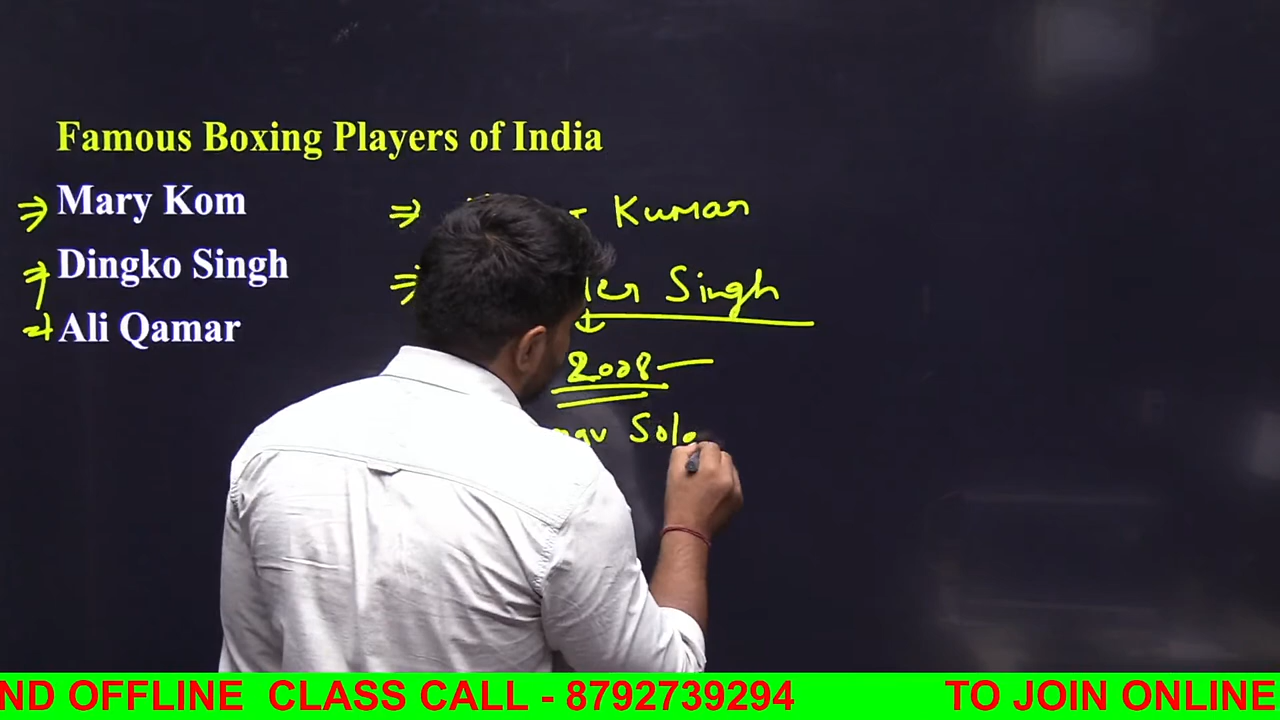 Famous Boxing Players of India
⇒ Mary Kom
⇒ Kumar
Dingko Singh
⇒ Singh
Ali Qamar
2008 —
ND OFFLINE CLASS CALL - 8792739294 TO JOIN ONLINE